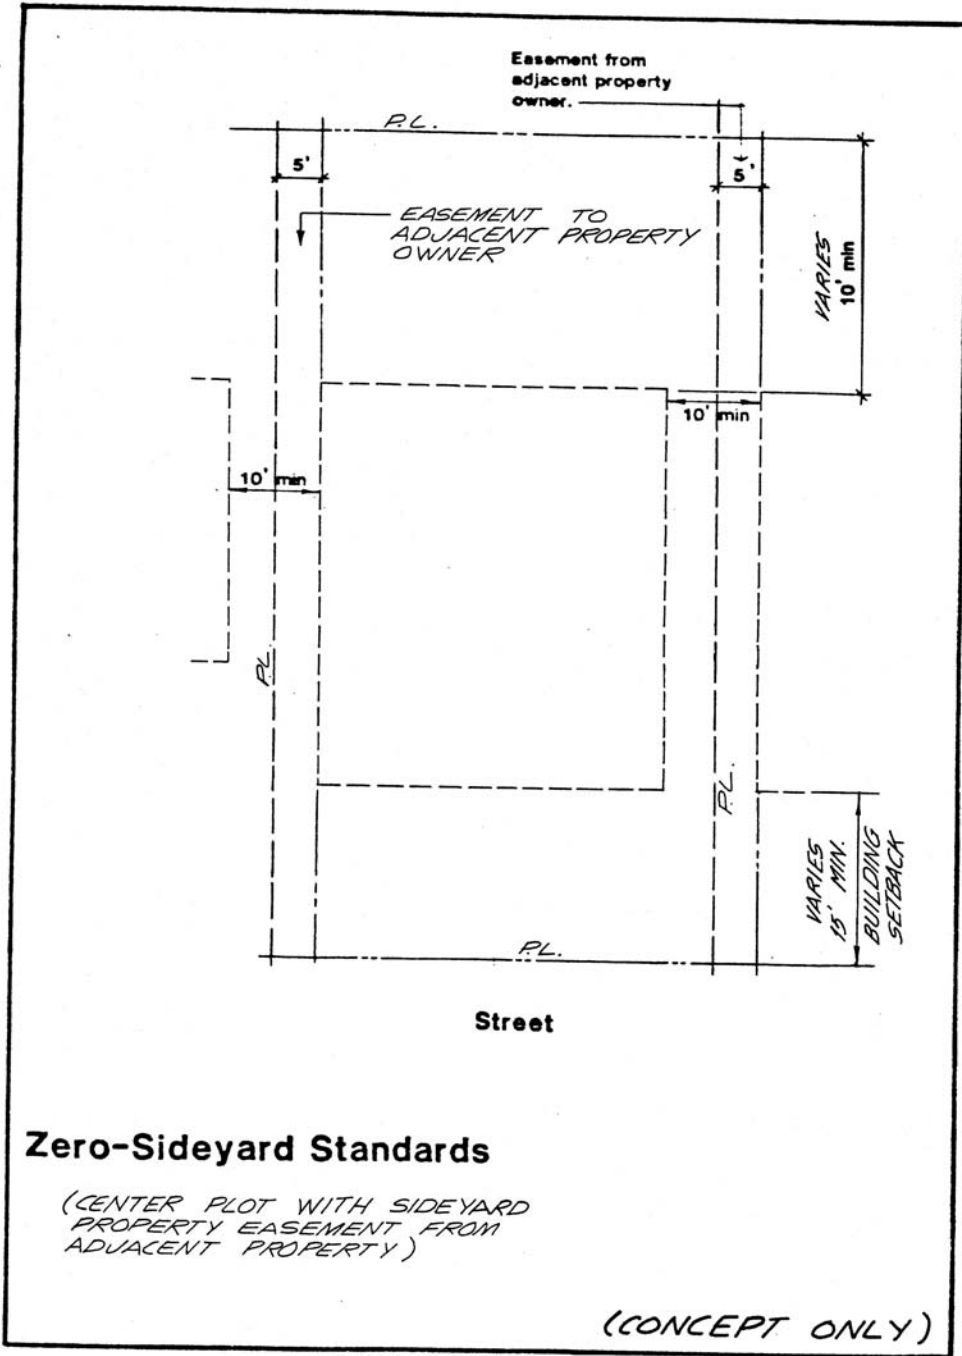 Easement from
adjacent property
owner.
P.L.
5'
5'
EASEMENT TO
ADJACENT PROPERTY
OWNER
VARIES
10' min
10' min
10' min
P.L.
P.L.
VARIES
15' MIN.
BUILDING
SETBACK
P.L.
Street
Zero-Sideyard Standards
(CENTER PLOT WITH SIDEYARD
PROPERTY EASEMENT FROM
ADJACENT PROPERTY)
(CONCEPT ONLY)